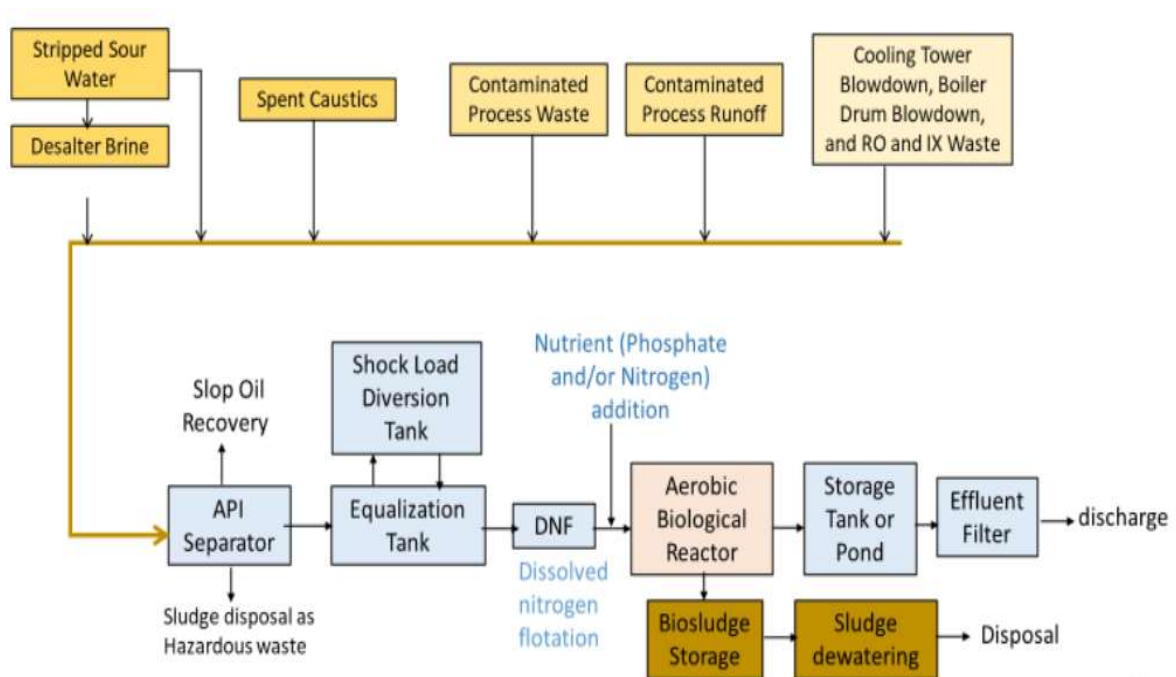 Stripped Sour
Water
Desalter Brine
Spent Caustics
Contaminated
Process Waste
Contaminated
Process Runoff
Cooling Tower
Blowdown, Boiler
Drum Blowdown,
and RO and IX Waste
Slop Oil
Recovery
API
Separator
Sludge disposal as
Hazardous waste
Shock Load
Diversion
Tank
Equalization
Tank
DNF
Dissolved
nitrogen
flotation
Nutrient (Phosphate
and/or Nitrogen)
addition
Aerobic
Biological
Reactor
Storage
Tank or
Pond
Effluent
Filter
discharge
Biosludge
Storage
Sludge
dewatering
Disposal